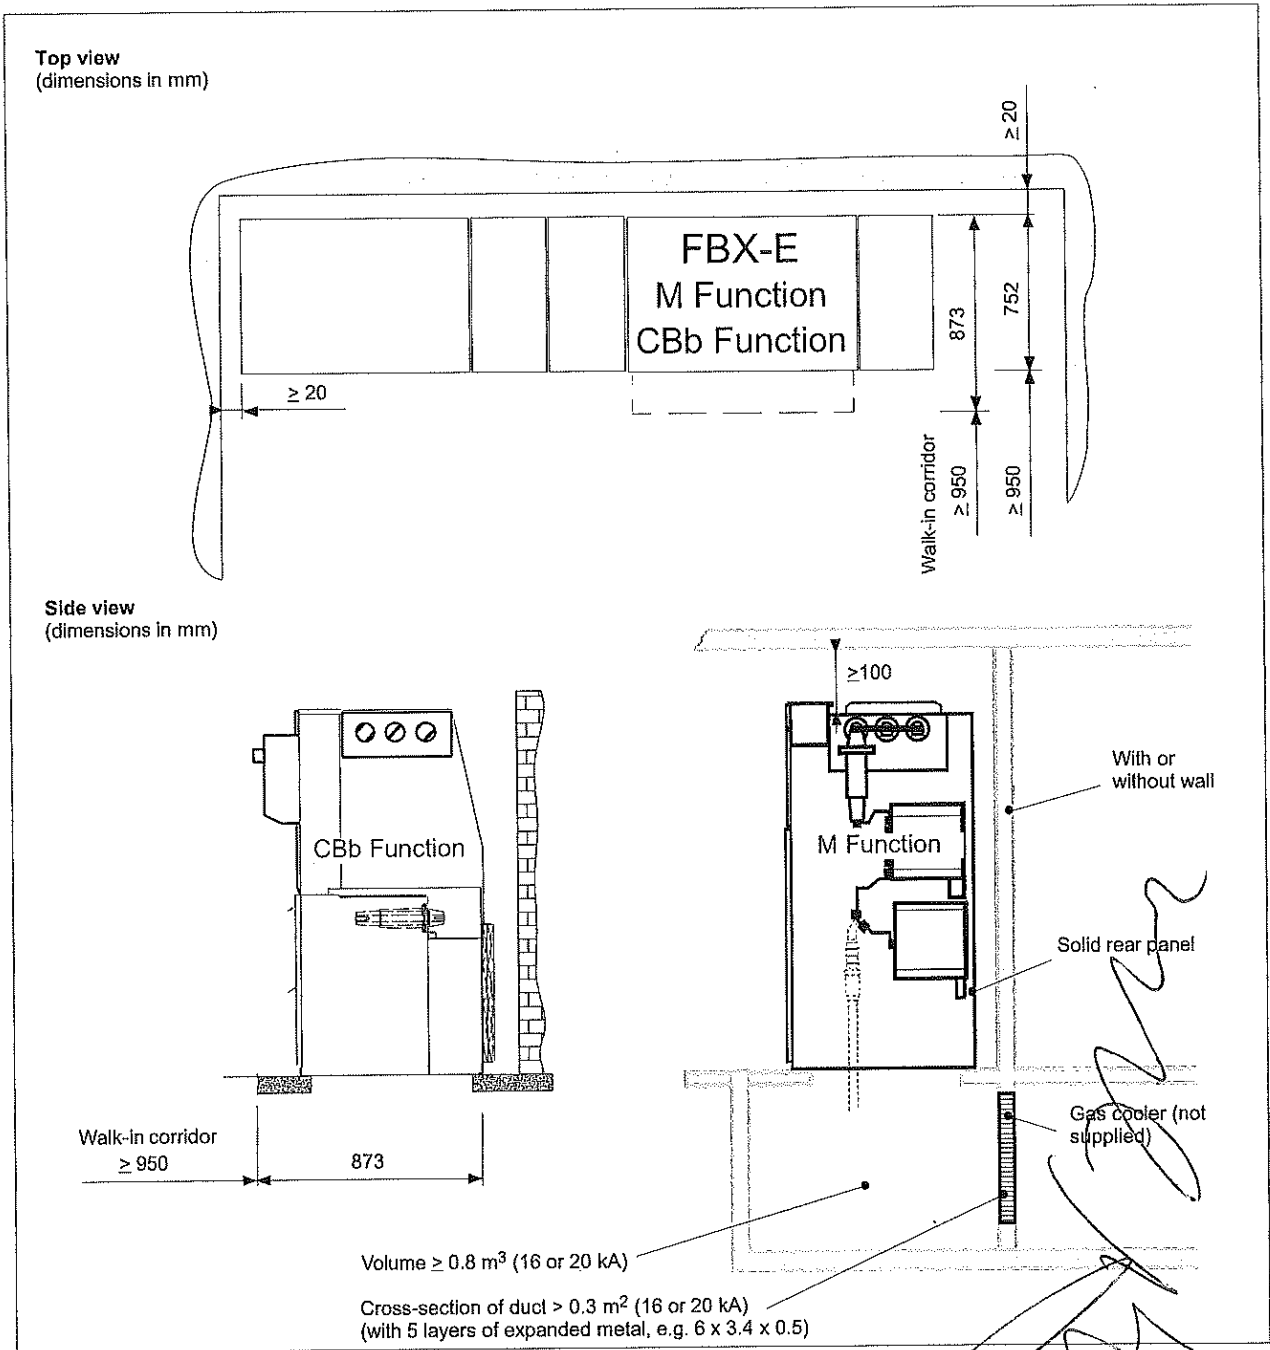 Top view
(dimensions in mm)
≥ 20
FBX-E
M Function
CBb Function
873
752
≥ 20
Walk-in corridor
≥ 950
≥ 950
Side view
(dimensions in mm)
≥100
With or
without wall
CBb Function
M Function
Solid rear panel
Gas cooler (not
supplied)
Walk-in corridor
≥ 950
873
Volume ≥ 0.8 m³ (16 or 20 kA)
Cross-section of duct > 0.3 m² (16 or 20 kA)
(with 5 layers of expanded metal, e.g. 6 x 3.4 x 0.5)